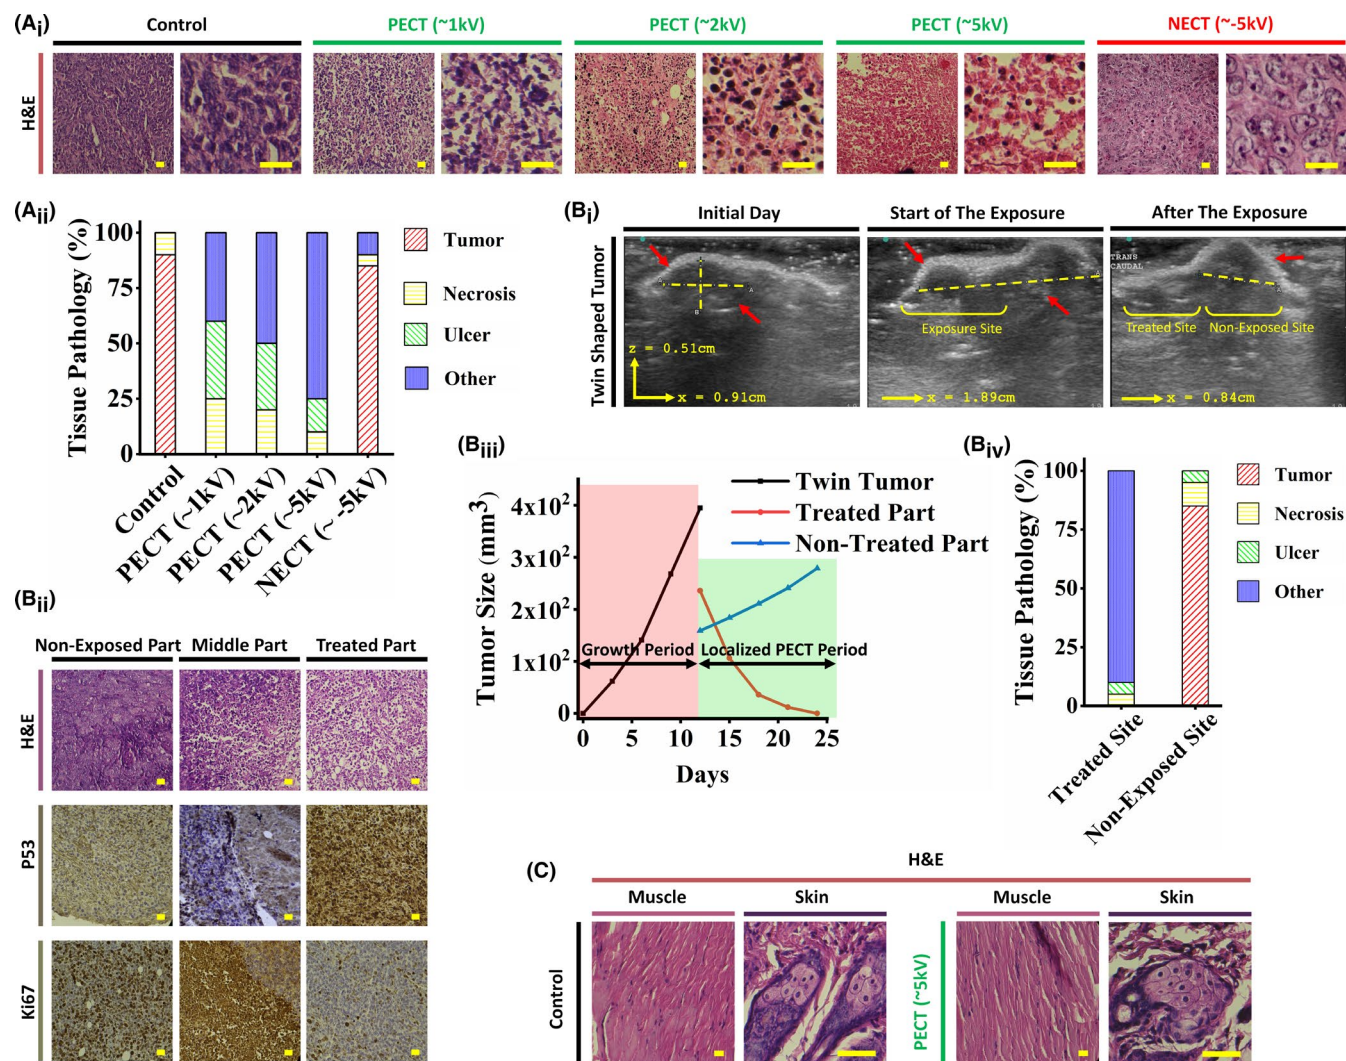 (Ai)
Control
PECT (~1kV)
PECT (~2kV)
PECT (~5kV)
NECT (~-5kV)
H&E
(Aii)
Tissue Pathology (%)
100
75
50
25
0
Control
PECT (~1kV)
PECT (~2kV)
PECT (~5kV)
NECT (~ -5kV)
Tumor
Necrosis
Ulcer
Other
(Bi)
Initial Day
Start of The Exposure
After The Exposure
Twin Shaped Tumor
A
B
z = 0.51cm
x = 0.91cm
A
Exposure Site
x = 1.89cm
TRANS
CAUDAL
Treated Site
Non-Exposed Site
x = 0.84cm
(Bii)
Non-Exposed Part
Middle Part
Treated Part
H&E
P53
Ki67
(Biii)
Tumor Size (mm³)
4x10²
3x10²
2x10²
1x10²
0
0
5
10
15
20
25
Days
Twin Tumor
Treated Part
Non-Treated Part
Growth Period
Localized PECT Period
(Biv)
Tissue Pathology (%)
100
75
50
25
0
Treated Site
Non-Exposed Site
Tumor
Necrosis
Ulcer
Other
(C)
H&E
Muscle
Skin
Muscle
Skin
Control
PECT (~5kV)